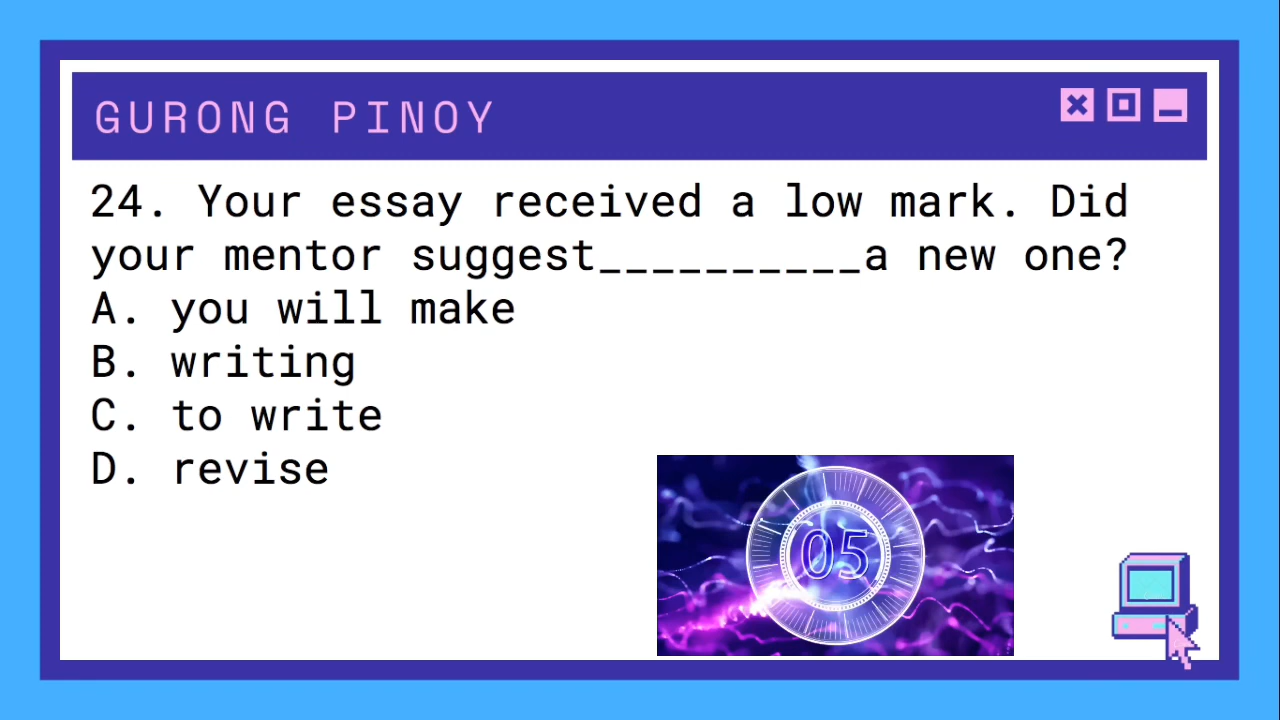 GURONG PINOY
24. Your essay received a low mark. Did
your mentor suggest__________a new one?
A. you will make
B. writing
C. to write
D. revise
05